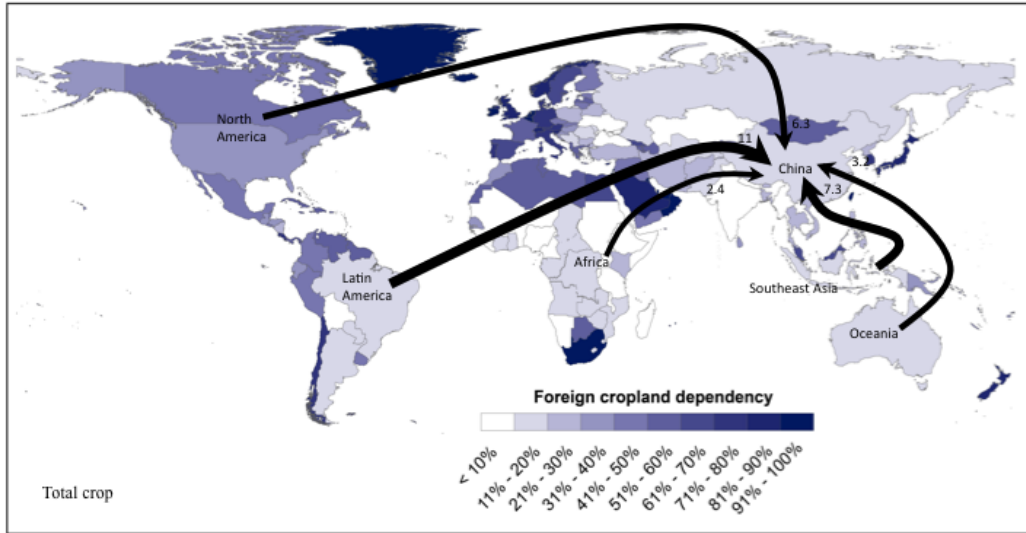 North
America
6.3
11
3.2
China
2.4
7.3
Africa
Latin
America
Southeast Asia
Oceania
Foreign cropland dependency
< 10%
11% - 20%
21% - 30%
31% - 40%
41% - 50%
51% - 60%
61% - 70%
71% - 80%
81% - 90%
91% - 100%
Total crop